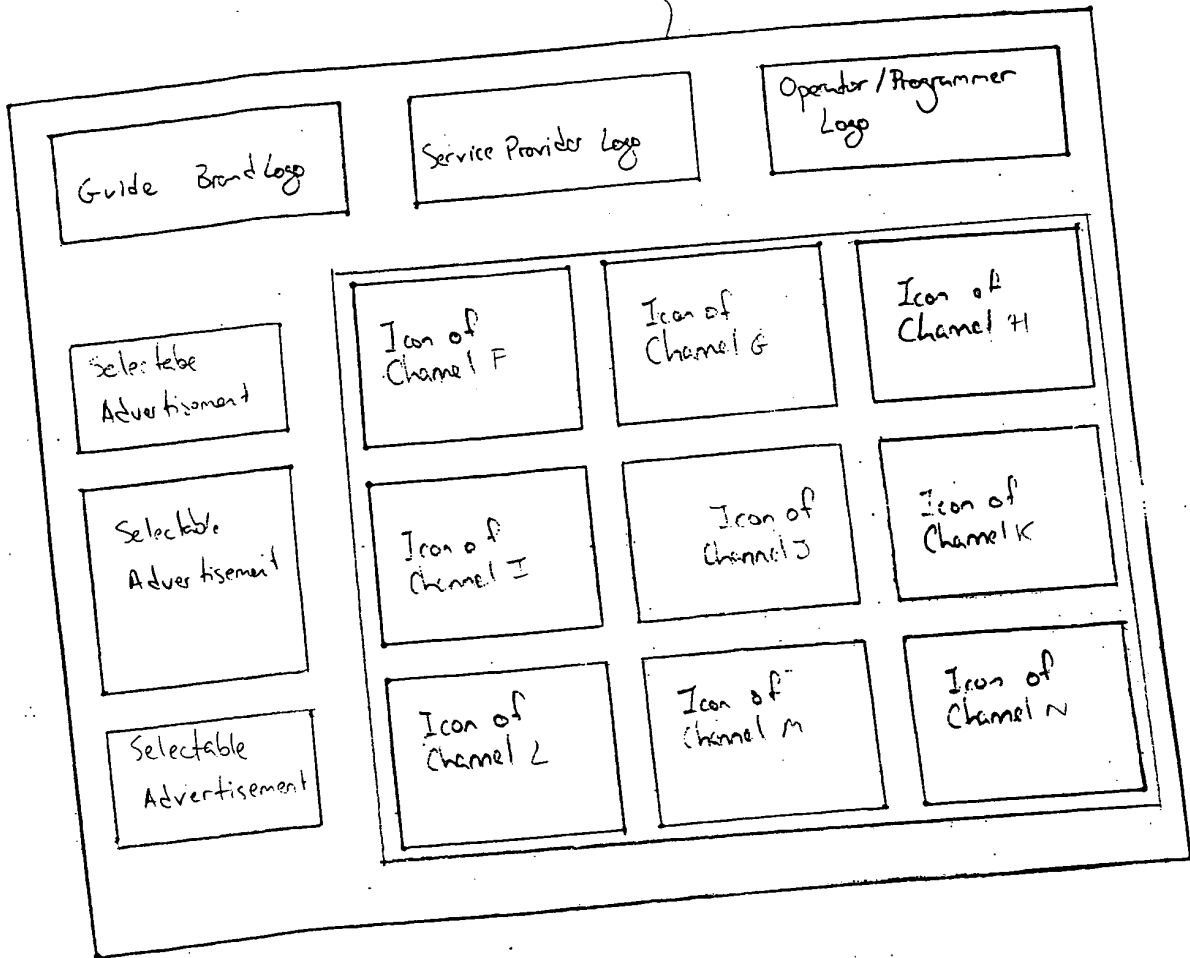 Guide Brand Logo
Service Provider Logo
Operator / Programmer
Logo
Selectabe
Advertisement
Selectable
Advertisement
Selectable
Advertisement
Icon of
Channel F
Icon of
Channel G
Icon of
Channel H
Icon of
Channel I
Icon of
Channel J
Icon of
Channel K
Icon of
Channel L
Icon of
Channel M
Icon of
Channel N